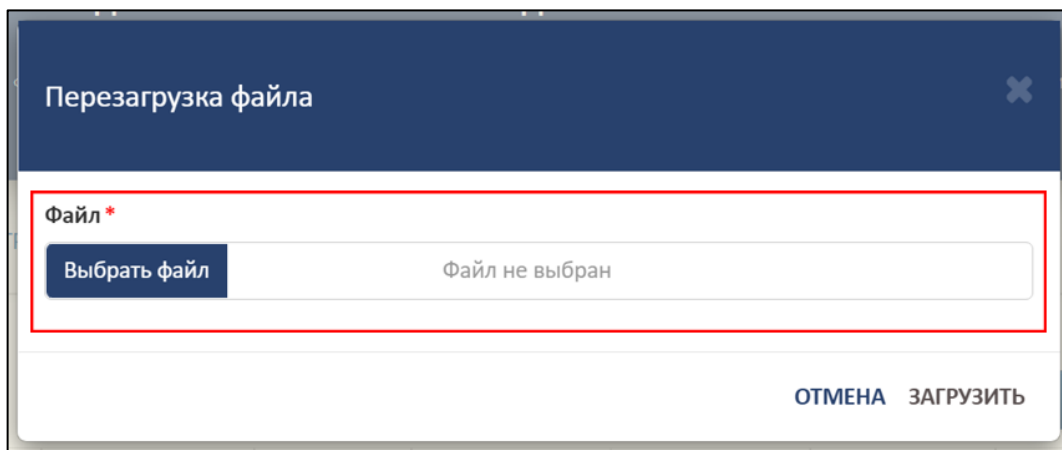 Перезагрузка файла
Файл *
Выбрать файл Файл не выбран
ОТМЕНА ЗАГРУЗИТЬ